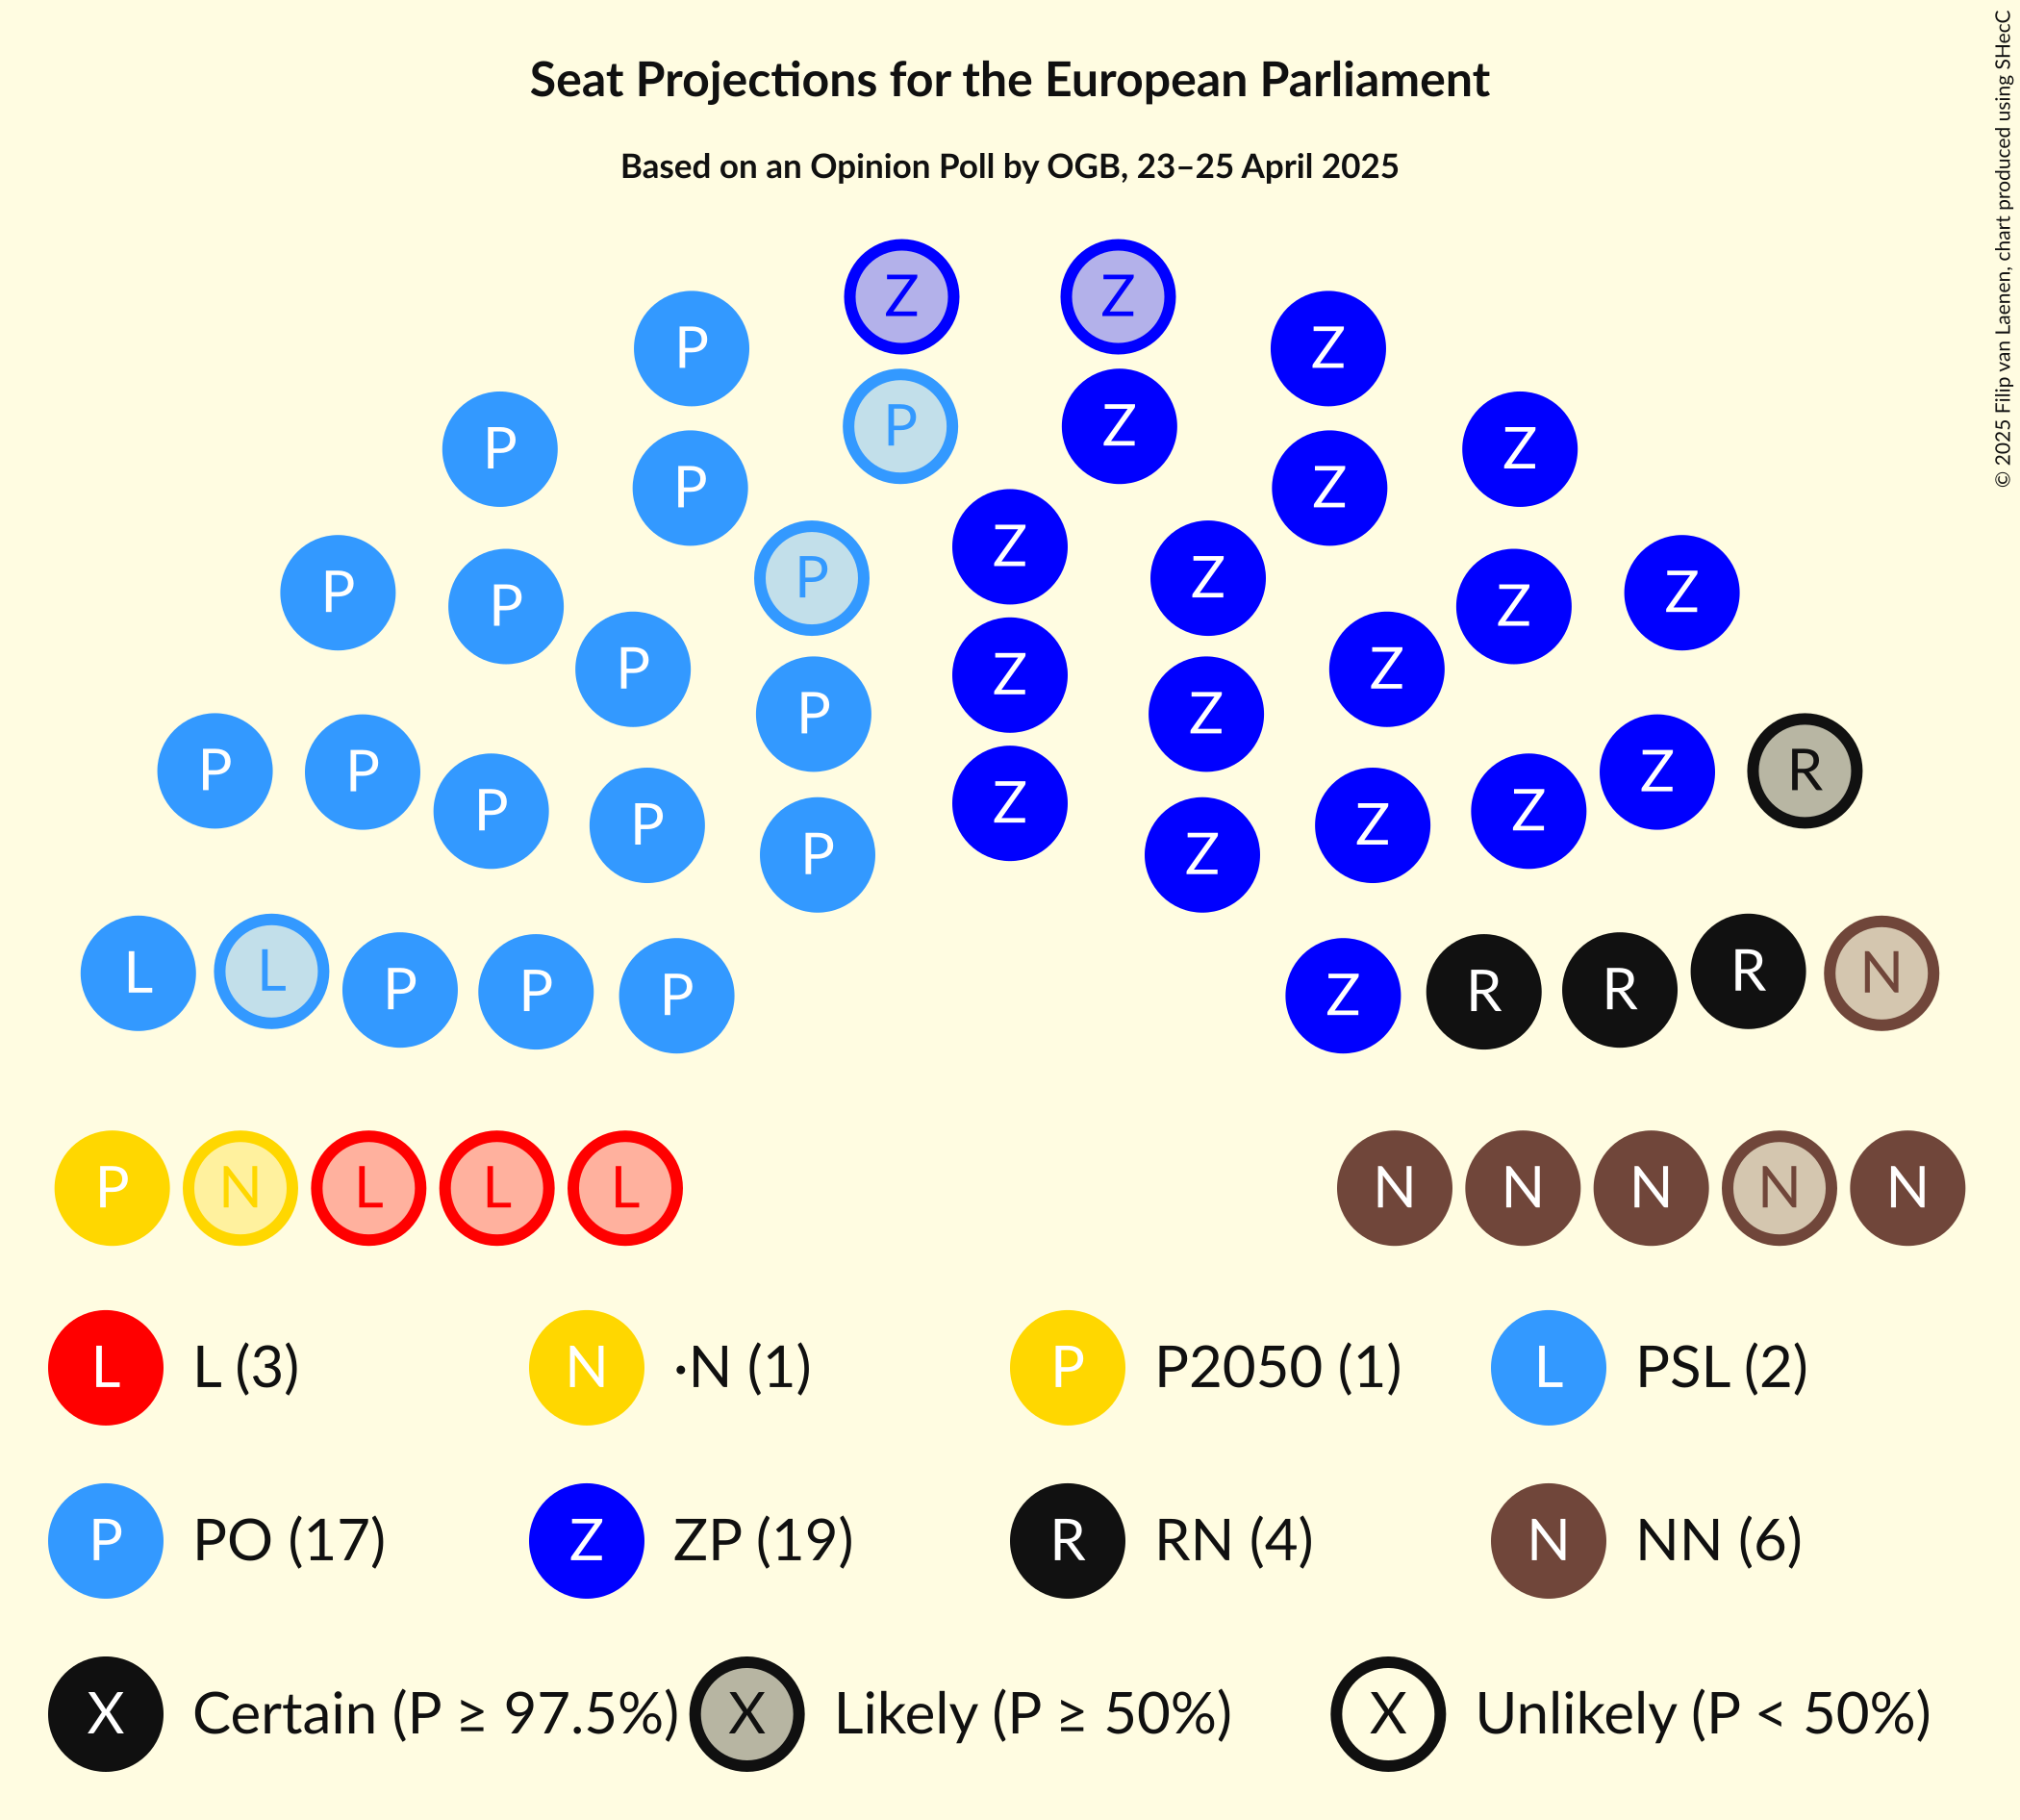 Seat Projections for the European Parliament
Based on an Opinion Poll by OGB, 23–25 April 2025
© 2025 Filip van Laenen, chart produced using SHecC
Z Z
P Z
P Z
P Z
P Z
Z
P Z
P Z
P Z
P Z
Z
P Z
P Z
P R
P Z
Z
P Z
P Z
P Z
L N
L R
P R
P R
P Z
P N L L L N N N N N
L L (3) N ·N (1) P P2050 (1) L PSL (2)
P PO (17) Z ZP (19) R RN (4) N NN (6)
X Certain (P ≥ 97.5%) X Likely (P ≥ 50%) X Unlikely (P < 50%)